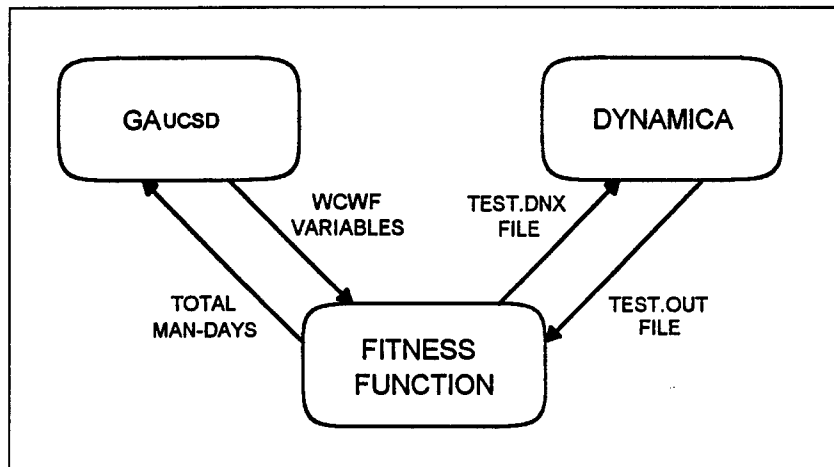 GAUCSD
DYNAMICA
WCWF
VARIABLES
TEST.DNX
FILE
TOTAL
MAN-DAYS
TEST.OUT
FILE
FITNESS
FUNCTION